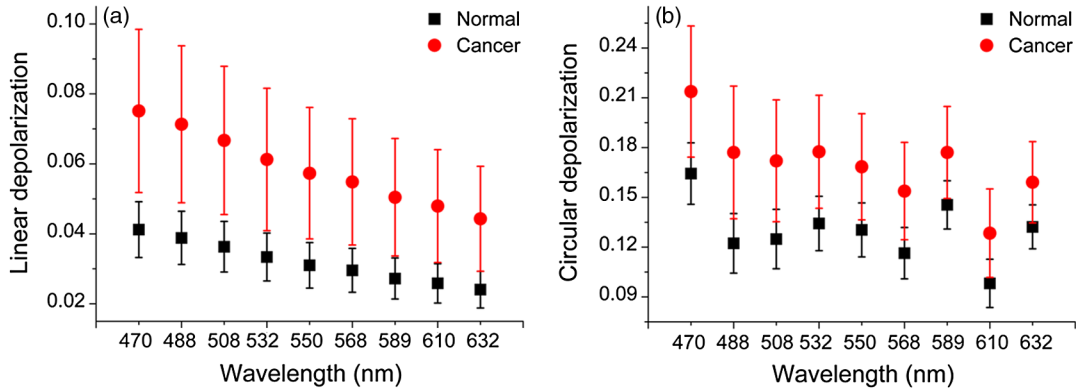 (a)
Normal
Cancer
Linear depolarization
0.10
0.08
0.06
0.04
0.02
470 488 508 532 550 568 589 610 632
Wavelength (nm)
(b)
Normal
Cancer
Circular depolarization
0.24
0.21
0.18
0.15
0.12
0.09
470 488 508 532 550 568 589 610 632
Wavelength (nm)